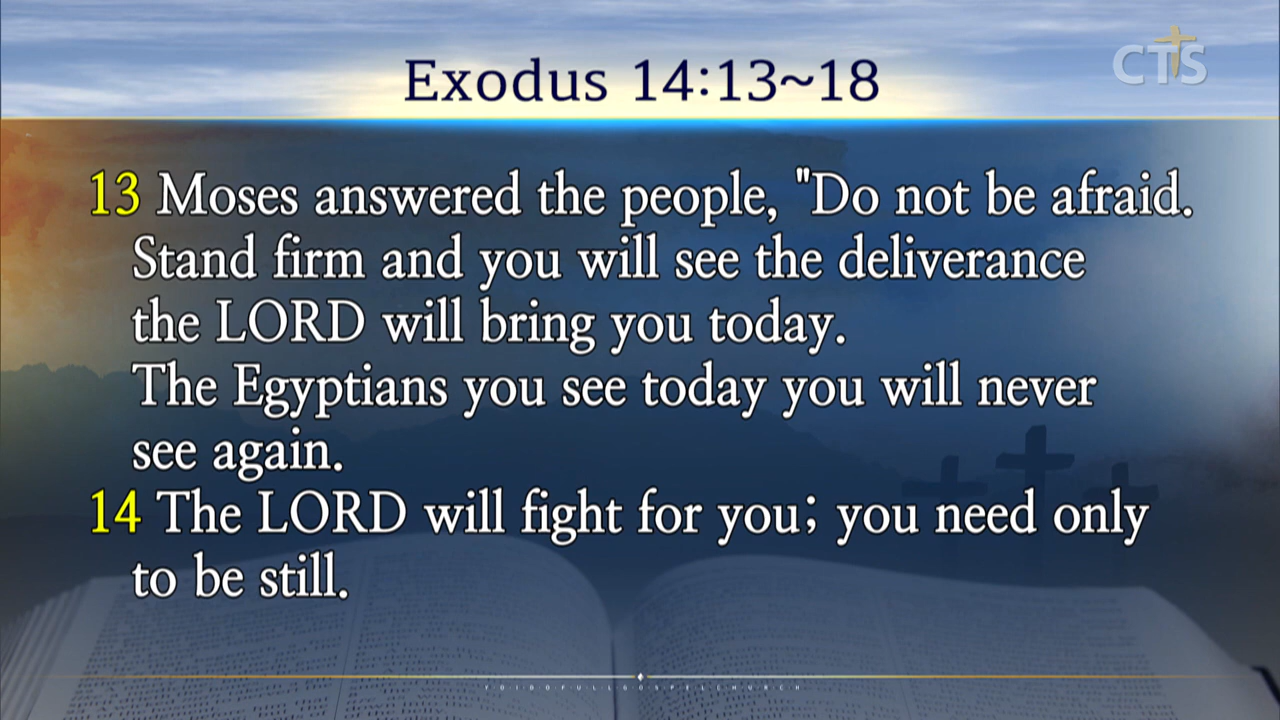 Exodus 14:13~18
CTS
13 Moses answered the people, "Do not be afraid.
Stand firm and you will see the deliverance
the LORD will bring you today.
The Egyptians you see today you will never
see again.
14 The LORD will fight for you; you need only
to be still.